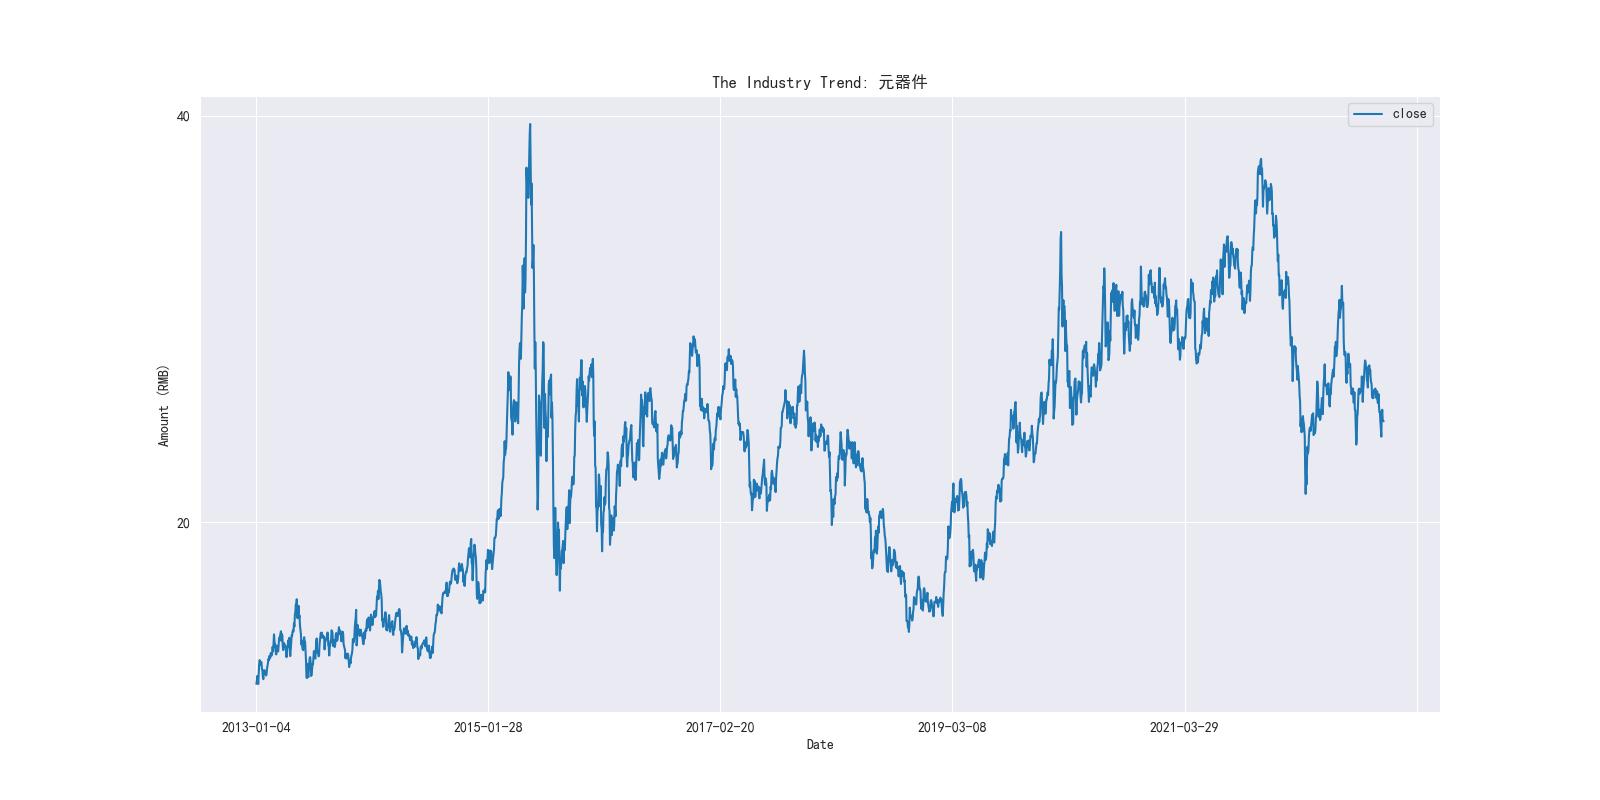 The Industry Trend: 元器件
close
40
20
Amount (RMB)
2013-01-04
2015-01-28
2017-02-20
2019-03-08
2021-03-29
Date